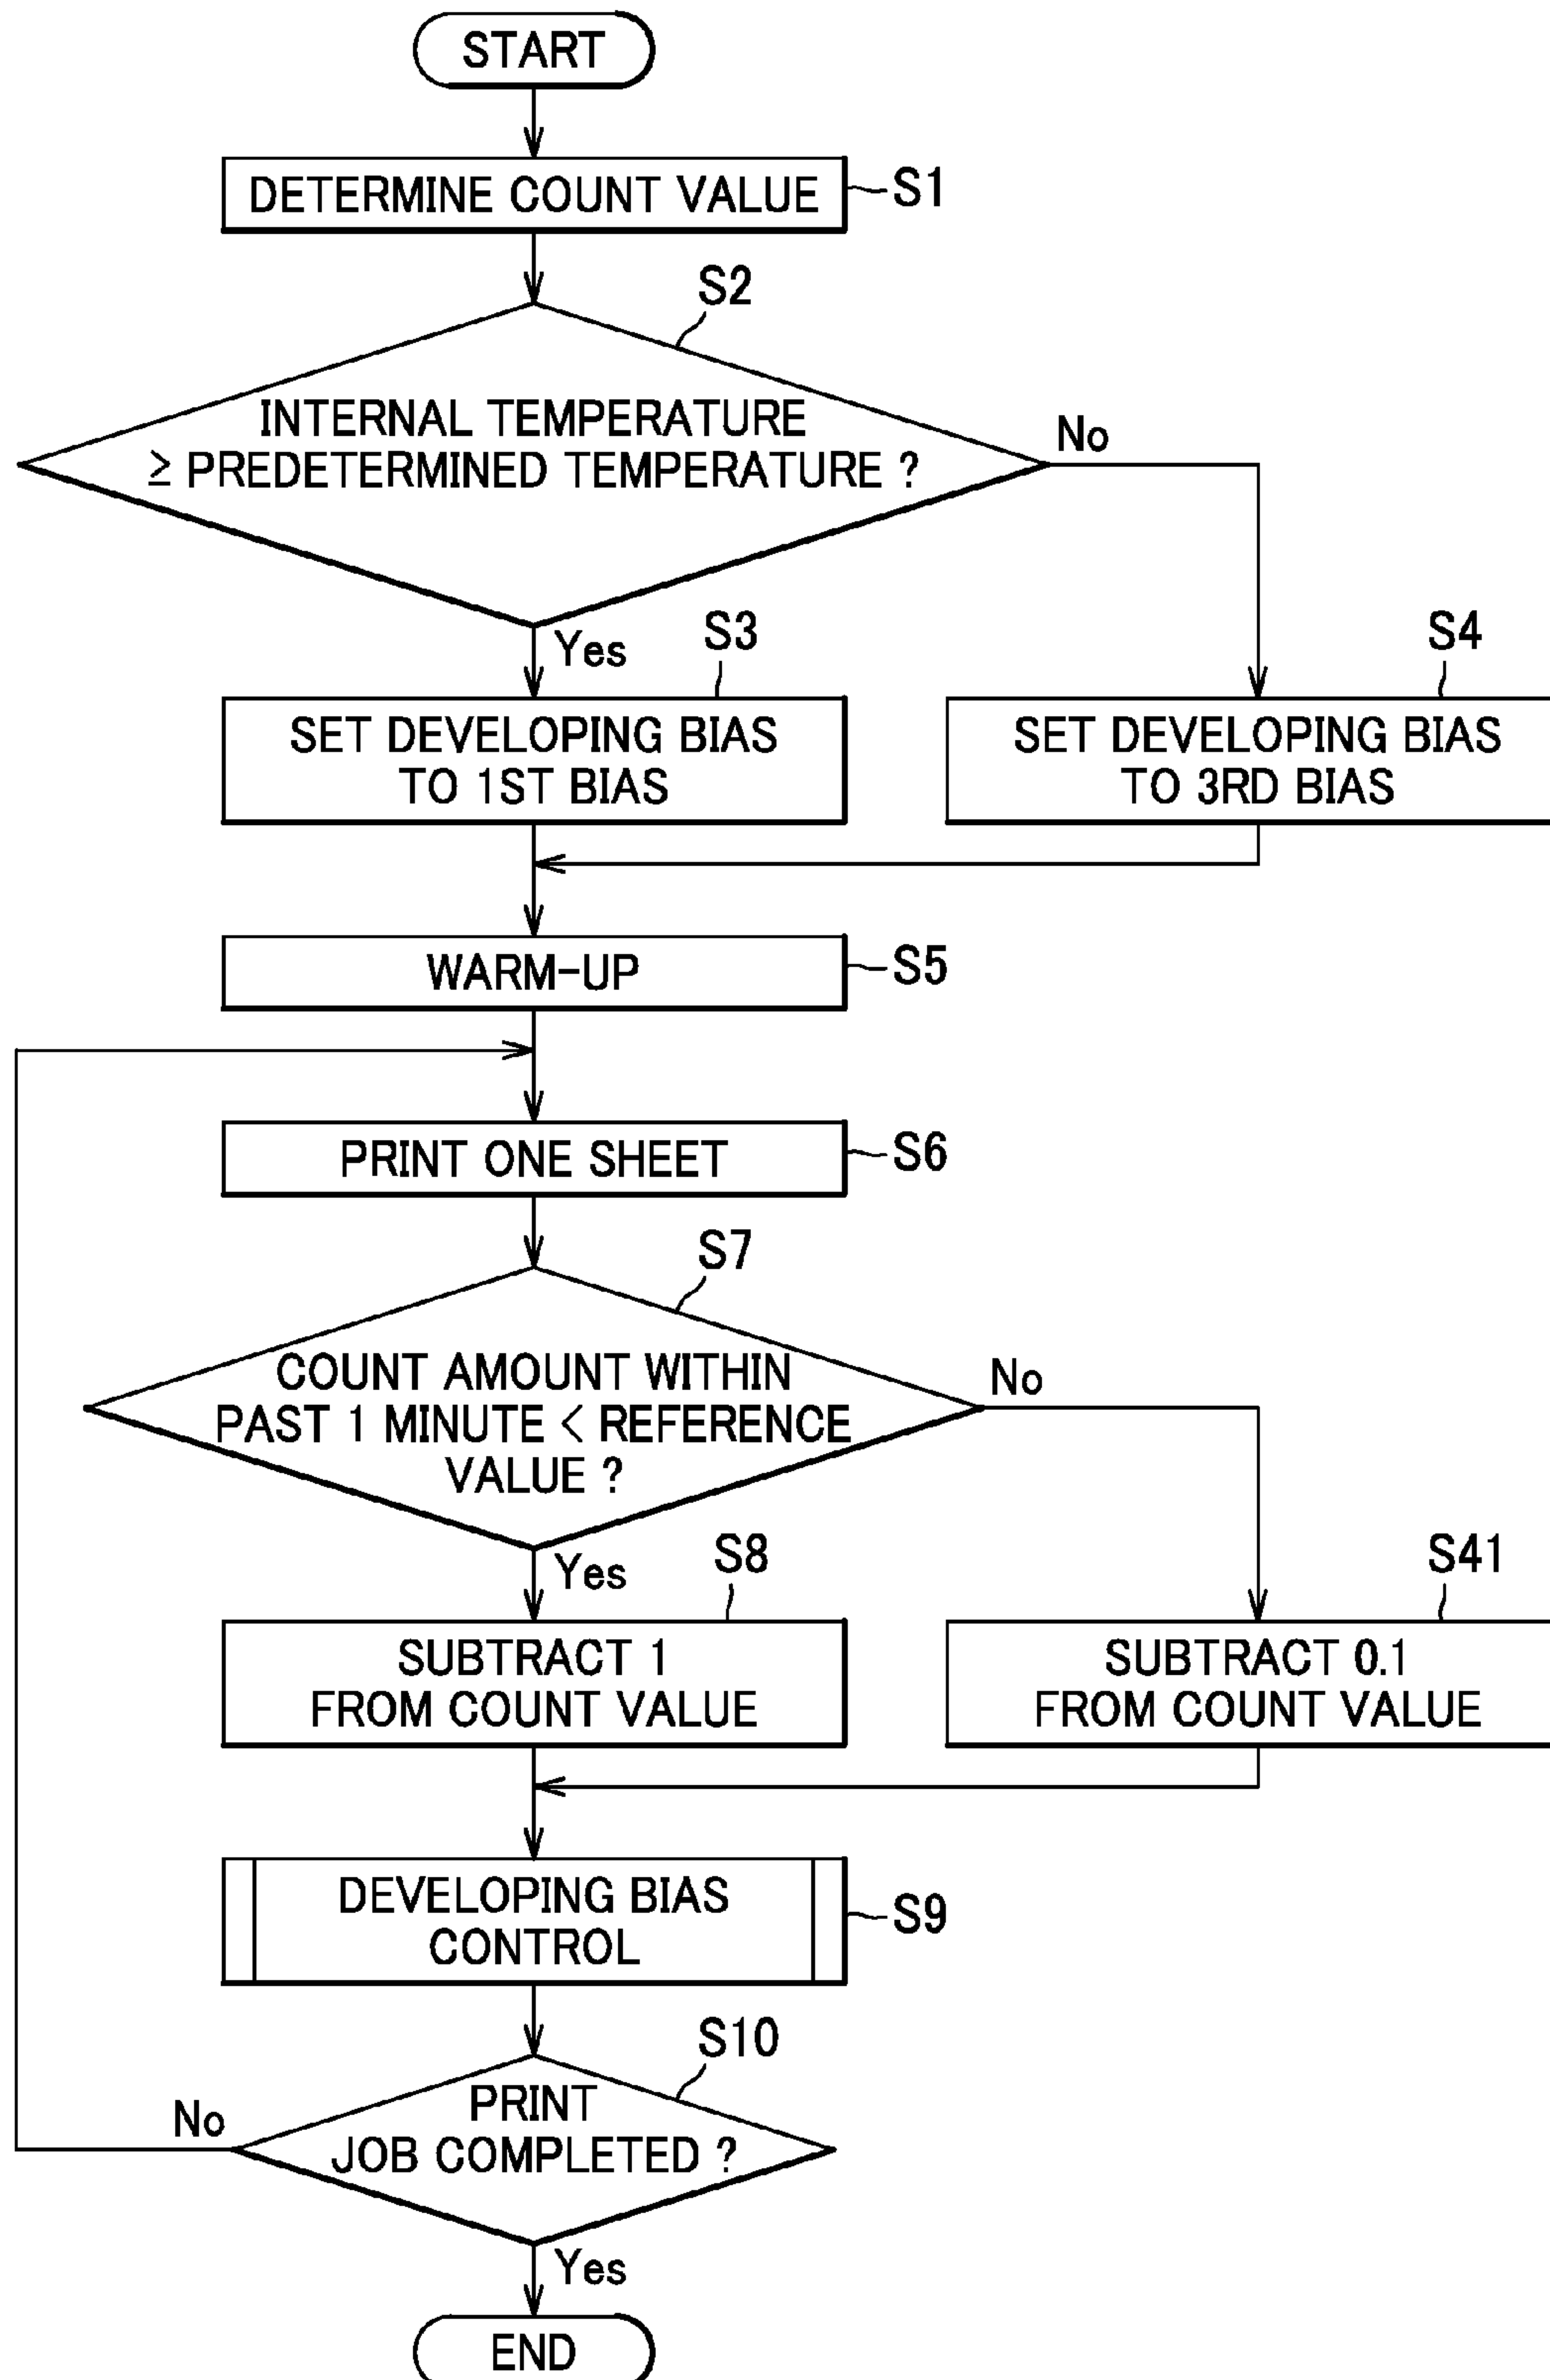 START
DETERMINE COUNT VALUE
S1
S2
INTERNAL TEMPERATURE
≥ PREDETERMINED TEMPERATURE ?
No
Yes
S3
S4
SET DEVELOPING BIAS
TO 1ST BIAS
SET DEVELOPING BIAS
TO 3RD BIAS
WARM-UP
S5
PRINT ONE SHEET
S6
S7
COUNT AMOUNT WITHIN
PAST 1 MINUTE < REFERENCE
VALUE ?
No
Yes
S8
S41
SUBTRACT 1
FROM COUNT VALUE
SUBTRACT 0.1
FROM COUNT VALUE
DEVELOPING BIAS
CONTROL
S9
S10
PRINT
JOB COMPLETED ?
No
Yes
END